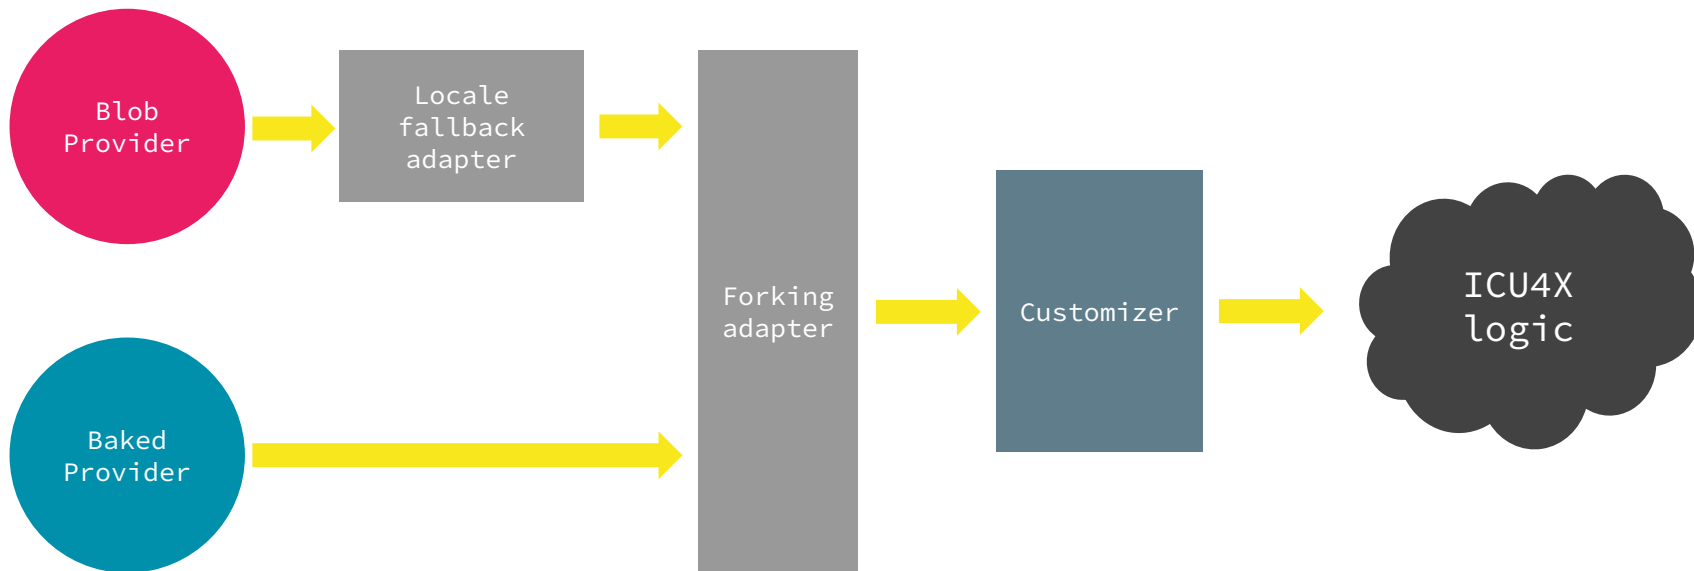 Blob
Provider
Locale
fallback
adapter
Forking
adapter
Customizer
ICU4X
logic
Baked
Provider